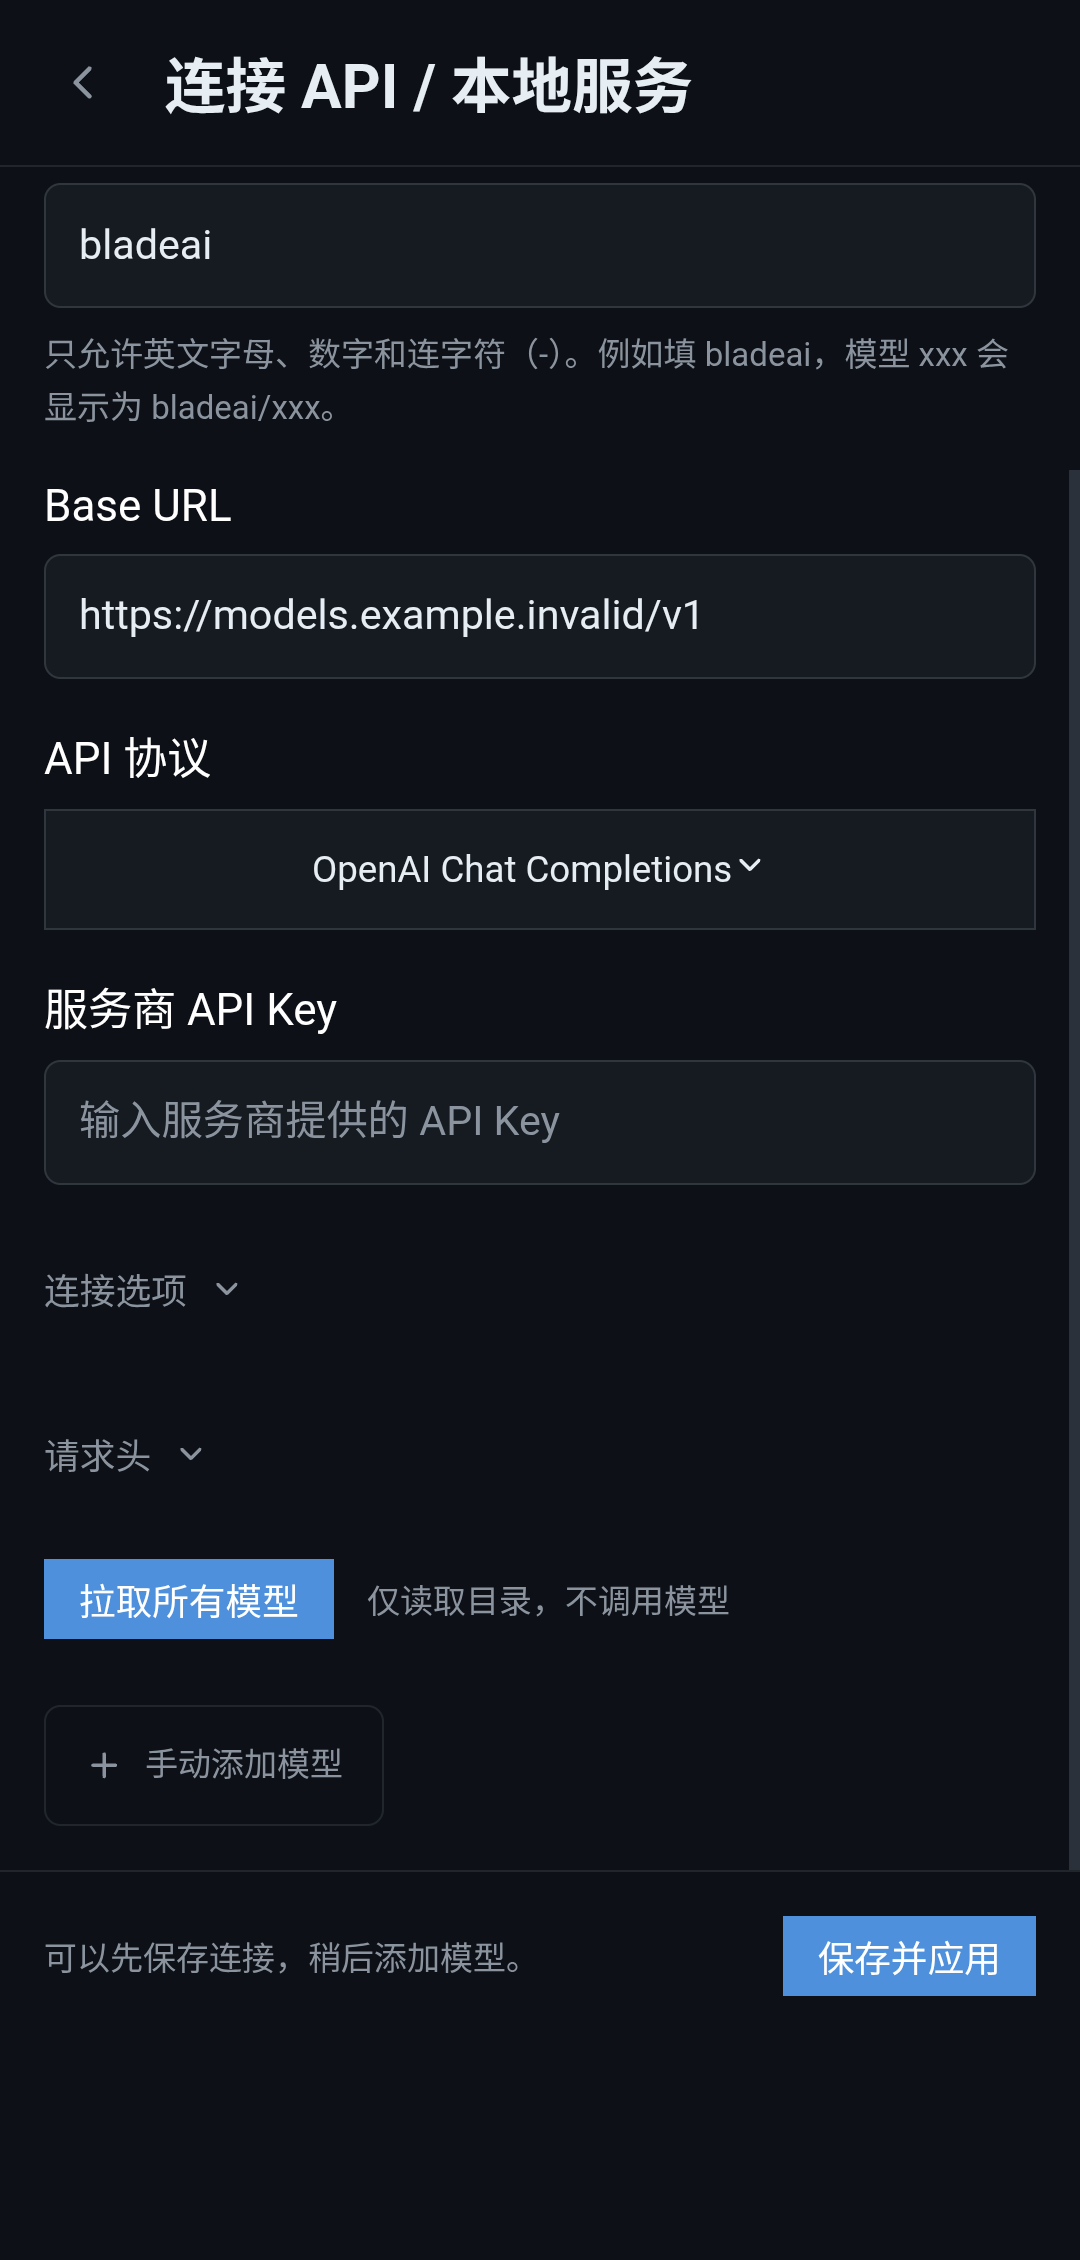 连接 API / 本地服务
bladeai
只允许英文字母、数字和连字符（-）。例如填 bladeai，模型 xxx 会
显示为 bladeai/xxx。
Base URL
https://models.example.invalid/v1
API 协议
OpenAI Chat Completions
服务商 API Key
输入服务商提供的 API Key
连接选项
请求头
拉取所有模型 仅读取目录，不调用模型
手动添加模型
可以先保存连接，稍后添加模型。 保存并应用